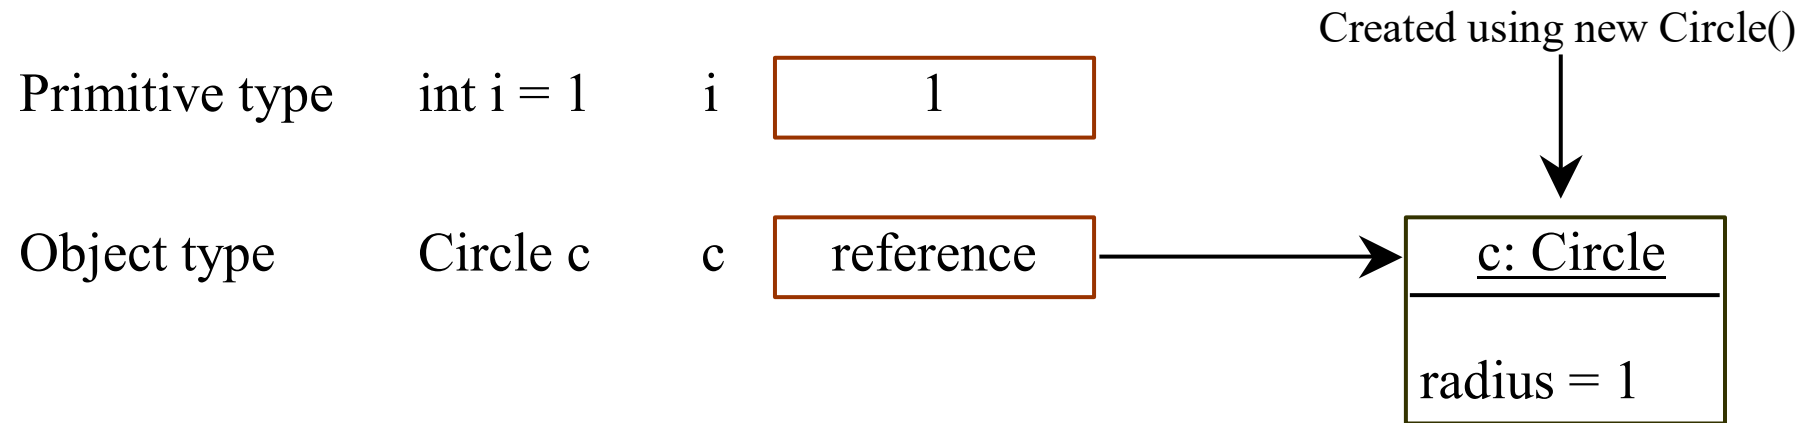 Created using new Circle()
Primitive type int i = 1 i 1
Object type Circle c c reference c: Circle
radius = 1